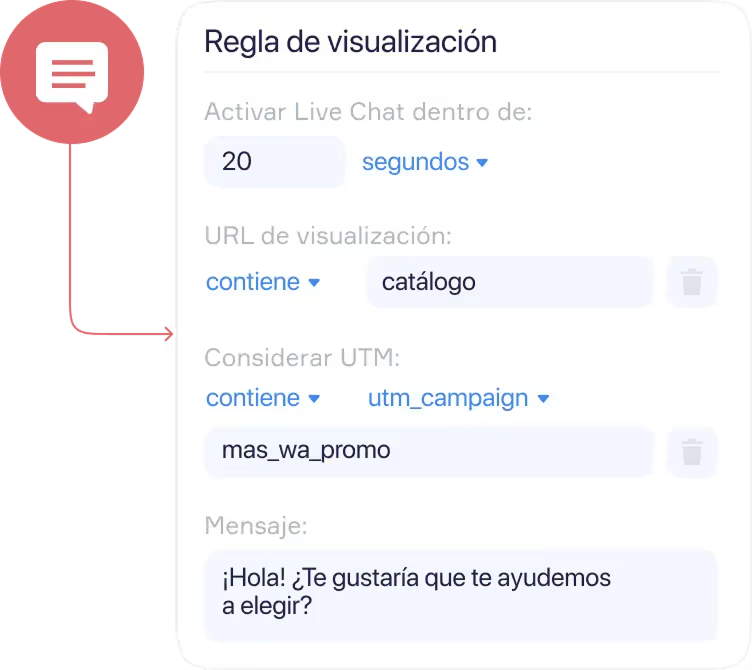 Regla de visualización
Activar Live Chat dentro de:
20 segundos
URL de visualización:
contiene catálogo
Considerar UTM:
contiene utm_campaign
mas_wa_promo
Mensaje:
¡Hola! ¿Te gustaría que te ayudemos
a elegir?